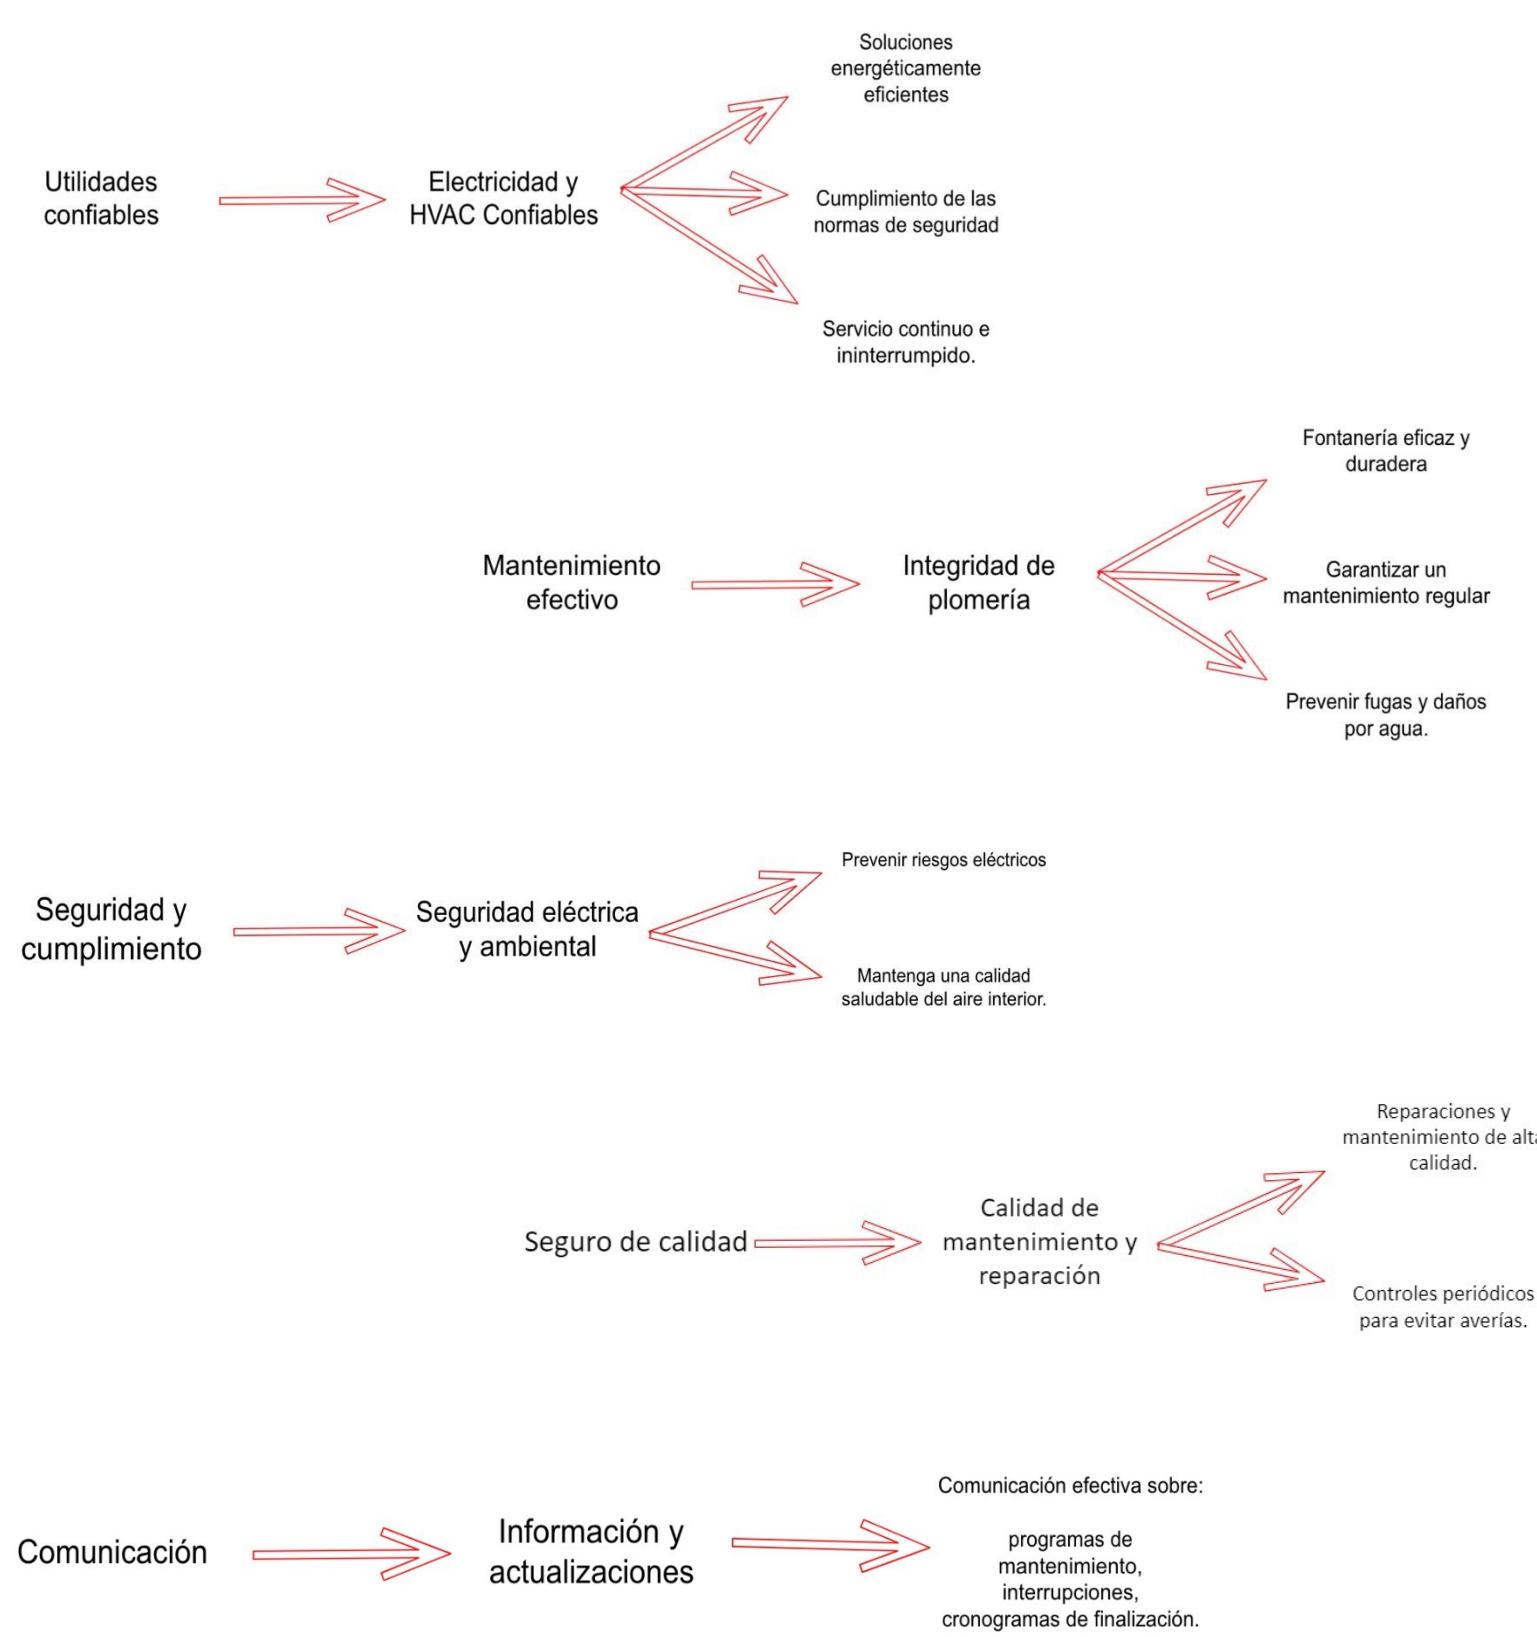 Utilidades
confiables
Electricidad y
HVAC Confiables
Soluciones
energéticamente
eficientes
Cumplimiento de las
normas de seguridad
Servicio continuo e
ininterrumpido.
Mantenimiento
efectivo
Integridad de
plomería
Fontanería eficaz y
duradera
Garantizar un
mantenimiento regular
Prevenir fugas y daños
por agua.
Seguridad y
cumplimiento
Seguridad eléctrica
y ambiental
Prevenir riesgos eléctricos
Mantenga una calidad
saludable del aire interior.
Seguro de calidad
Calidad de
mantenimiento y
reparación
Reparaciones y
mantenimiento de alta
calidad.
Controles periódicos
para evitar averías.
Comunicación
Información y
actualizaciones
Comunicación efectiva sobre:
programas de
mantenimiento,
interrupciones,
cronogramas de finalización.